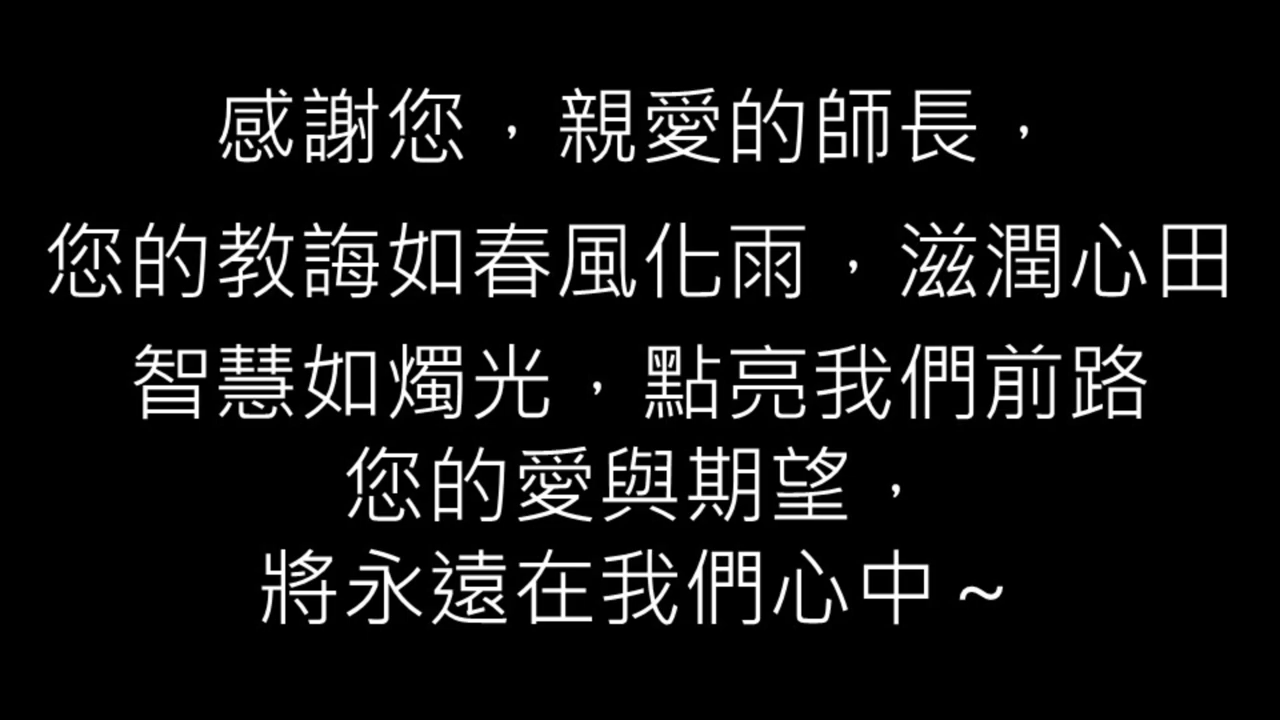 感謝您，親愛的師長，
您的教誨如春風化雨，滋潤心田
智慧如燭光，點亮我們前路
您的愛與期望，
將永遠在我們心中~